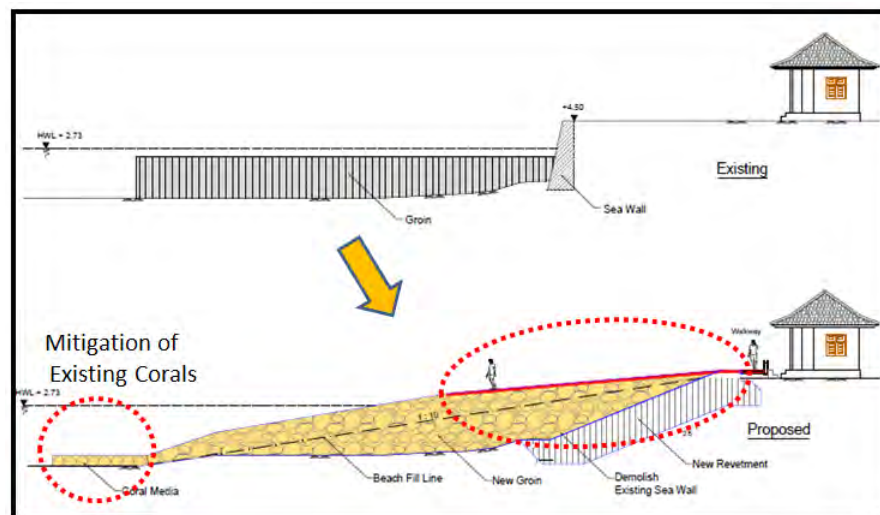 +4.50
HWL = 2.73
Existing
Sea Wall
Groin
Mitigation of
Existing Corals
Walkway
HWL = 2.73
1 : 10
Proposed
New Revetment
Coral Media
Beach Fill Line
New Groin
Demolish
Existing Sea Wall